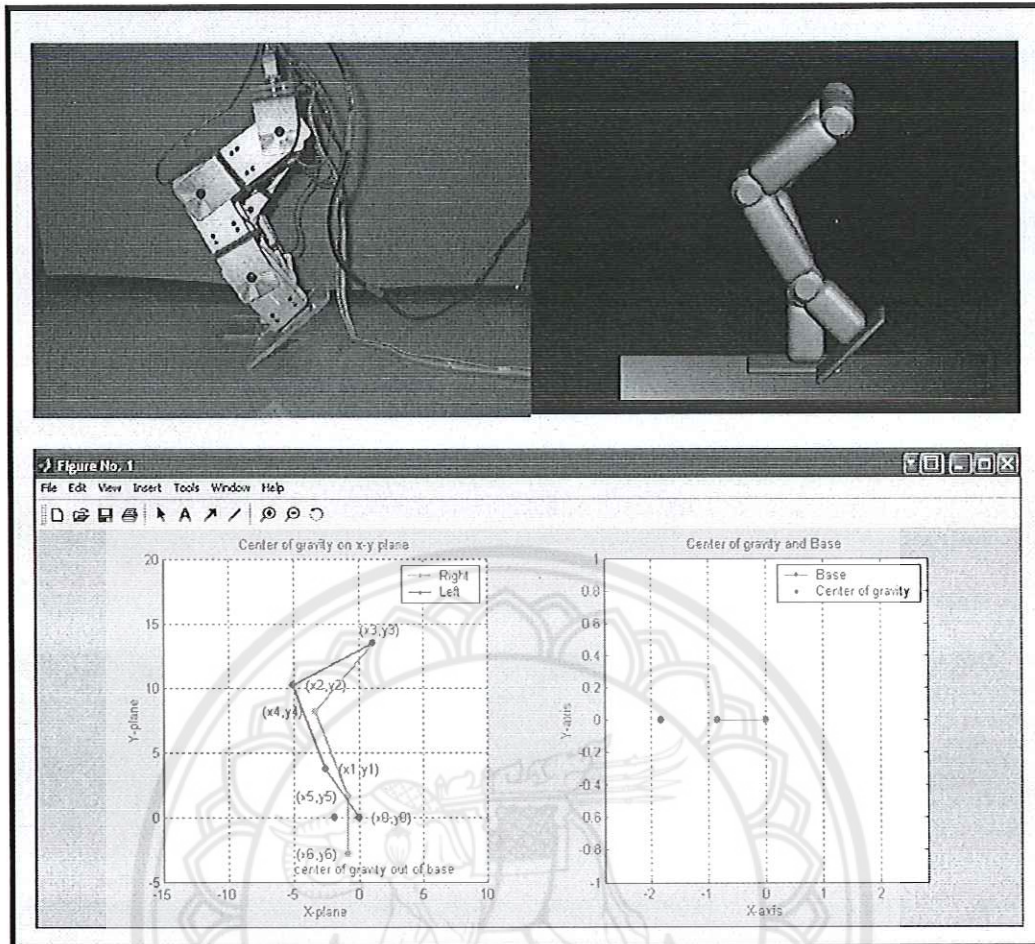 Figure No. 1
File Edit View Insert Tools Window Help
Center of gravity on x-y plane
Right
Left
20
15
10
5
0
-5
-15
-10
-5
0
5
10
Y-plane
X-plane
(x3,y3)
(x2,y2)
(x4,y4)
(x1,y1)
(x5,y5)
(x0,y0)
(x6,y6)
center of gravity out of base
Center of gravity and Base
Base
Center of gravity
1
0.8
0.6
0.4
0.2
0
-0.2
-0.4
-0.6
-0.8
-1
-2
-1
0
1
2
Y-axis
X-axis